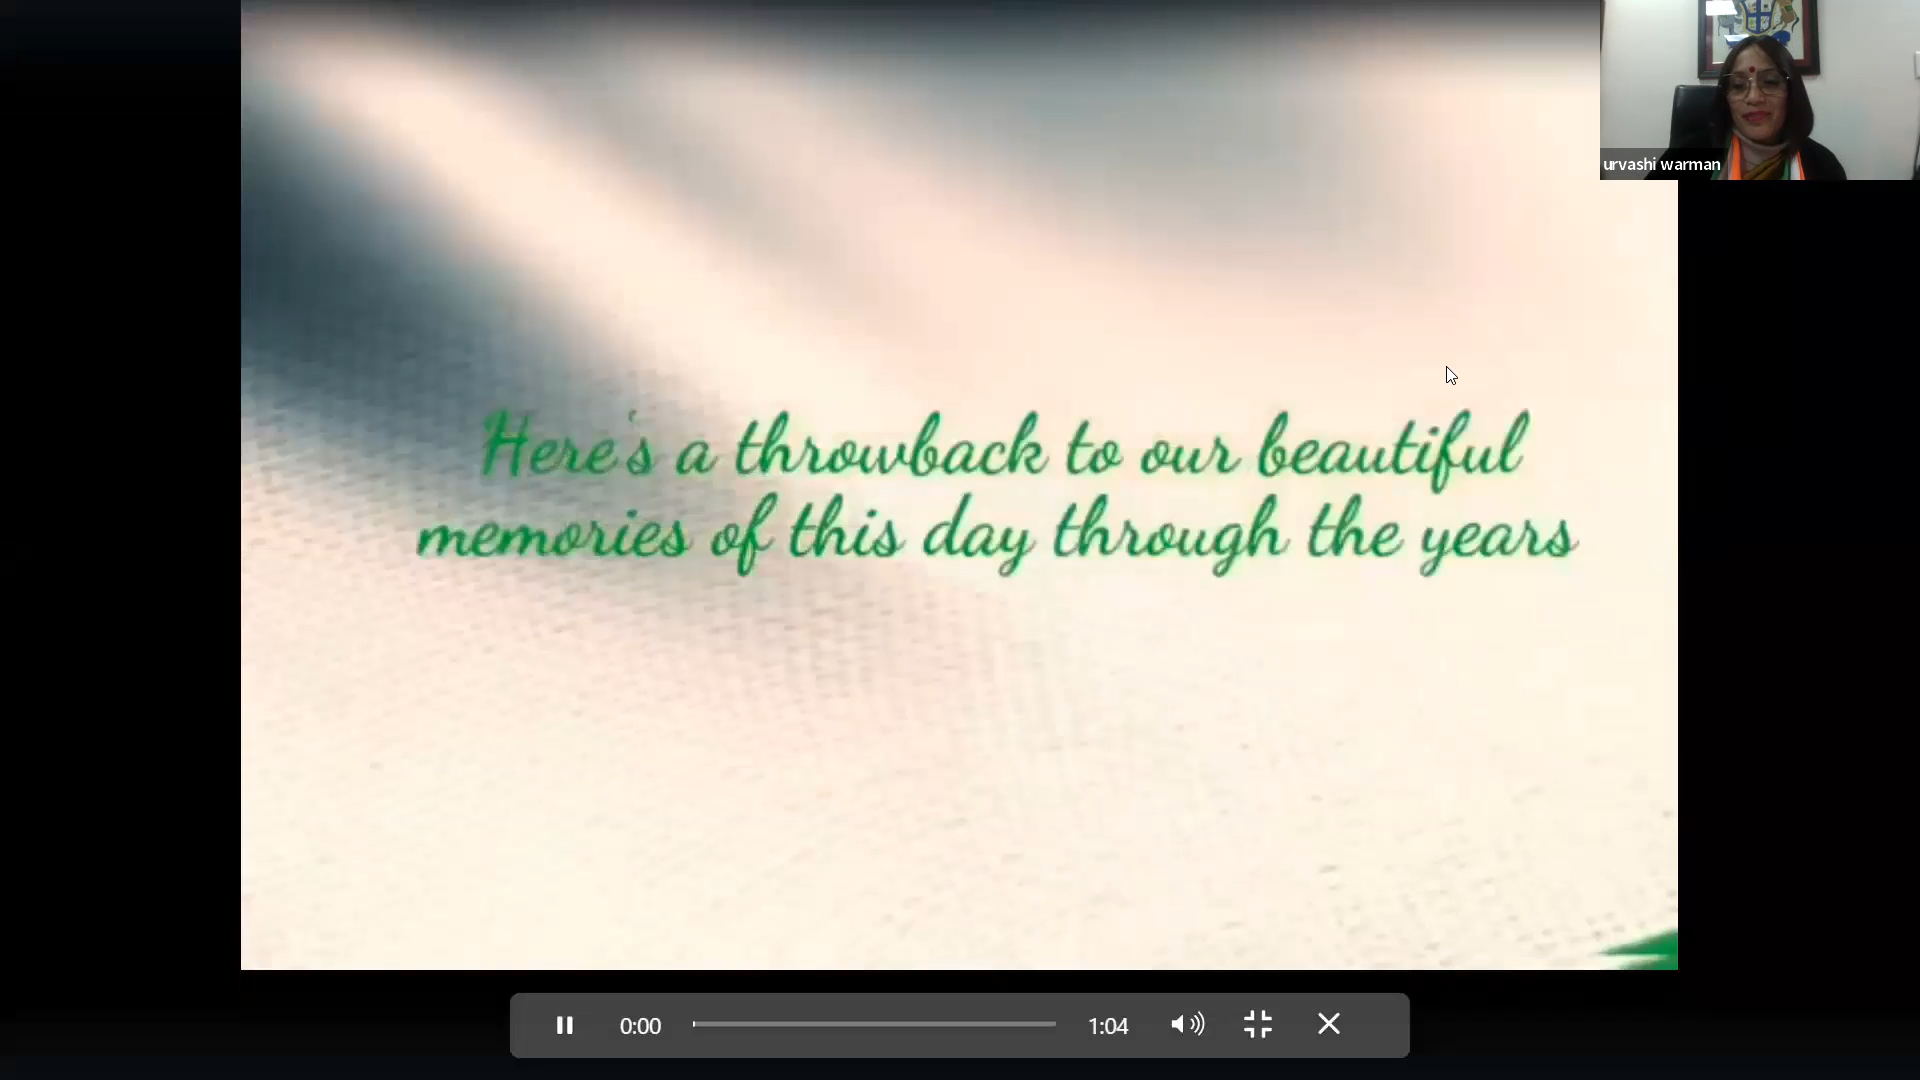 urvashi warman
Here's a throwback to our beautiful
memories of this day through the years
0:00
1:04